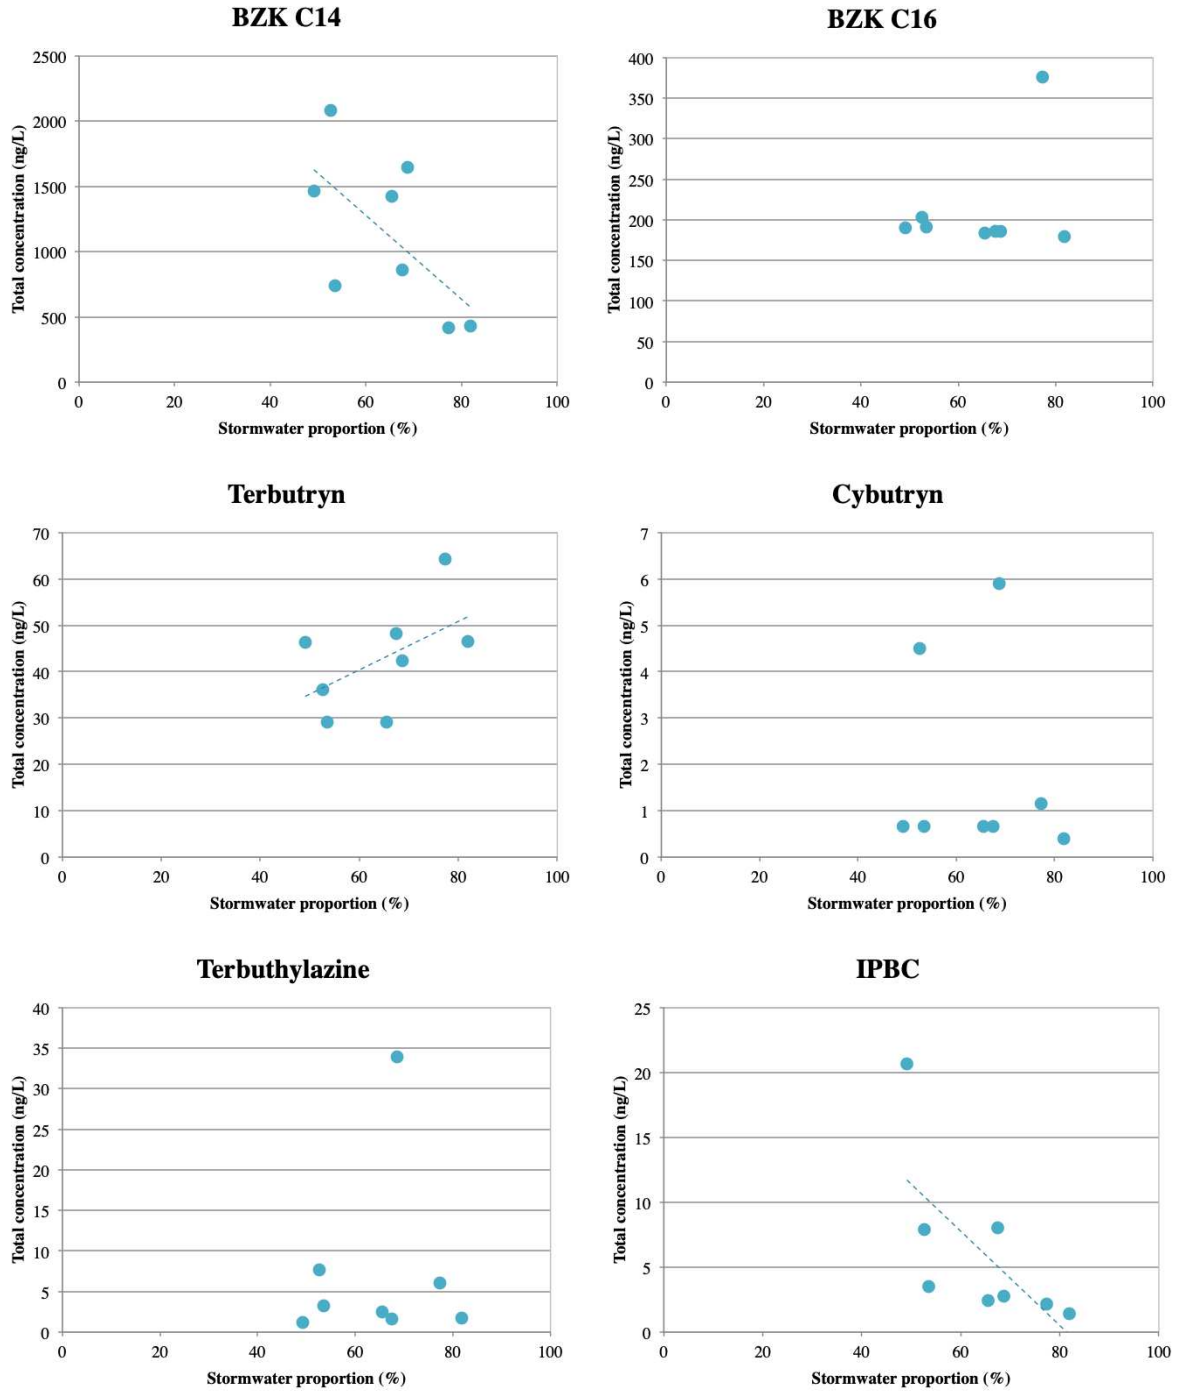 BZK C14
2500
2000
1500
1000
500
0
Total concentration (ng/L)
0 20 40 60 80 100
Stormwater proportion (%)
BZK C16
400
350
300
250
200
150
100
50
0
Total concentration (ng/L)
0 20 40 60 80 100
Stormwater proportion (%)
Terbutryn
70
60
50
40
30
20
10
0
Total concentration (ng/L)
0 20 40 60 80 100
Stormwater proportion (%)
Cybutryn
7
6
5
4
3
2
1
0
Total concentration (ng/L)
0 20 40 60 80 100
Stormwater proportion (%)
Terbuthylazine
40
35
30
25
20
15
10
5
0
Total concentration (ng/L)
0 20 40 60 80 100
Stormwater proportion (%)
IPBC
25
20
15
10
5
0
Total concentration (ng/L)
0 20 40 60 80 100
Stormwater proportion (%)